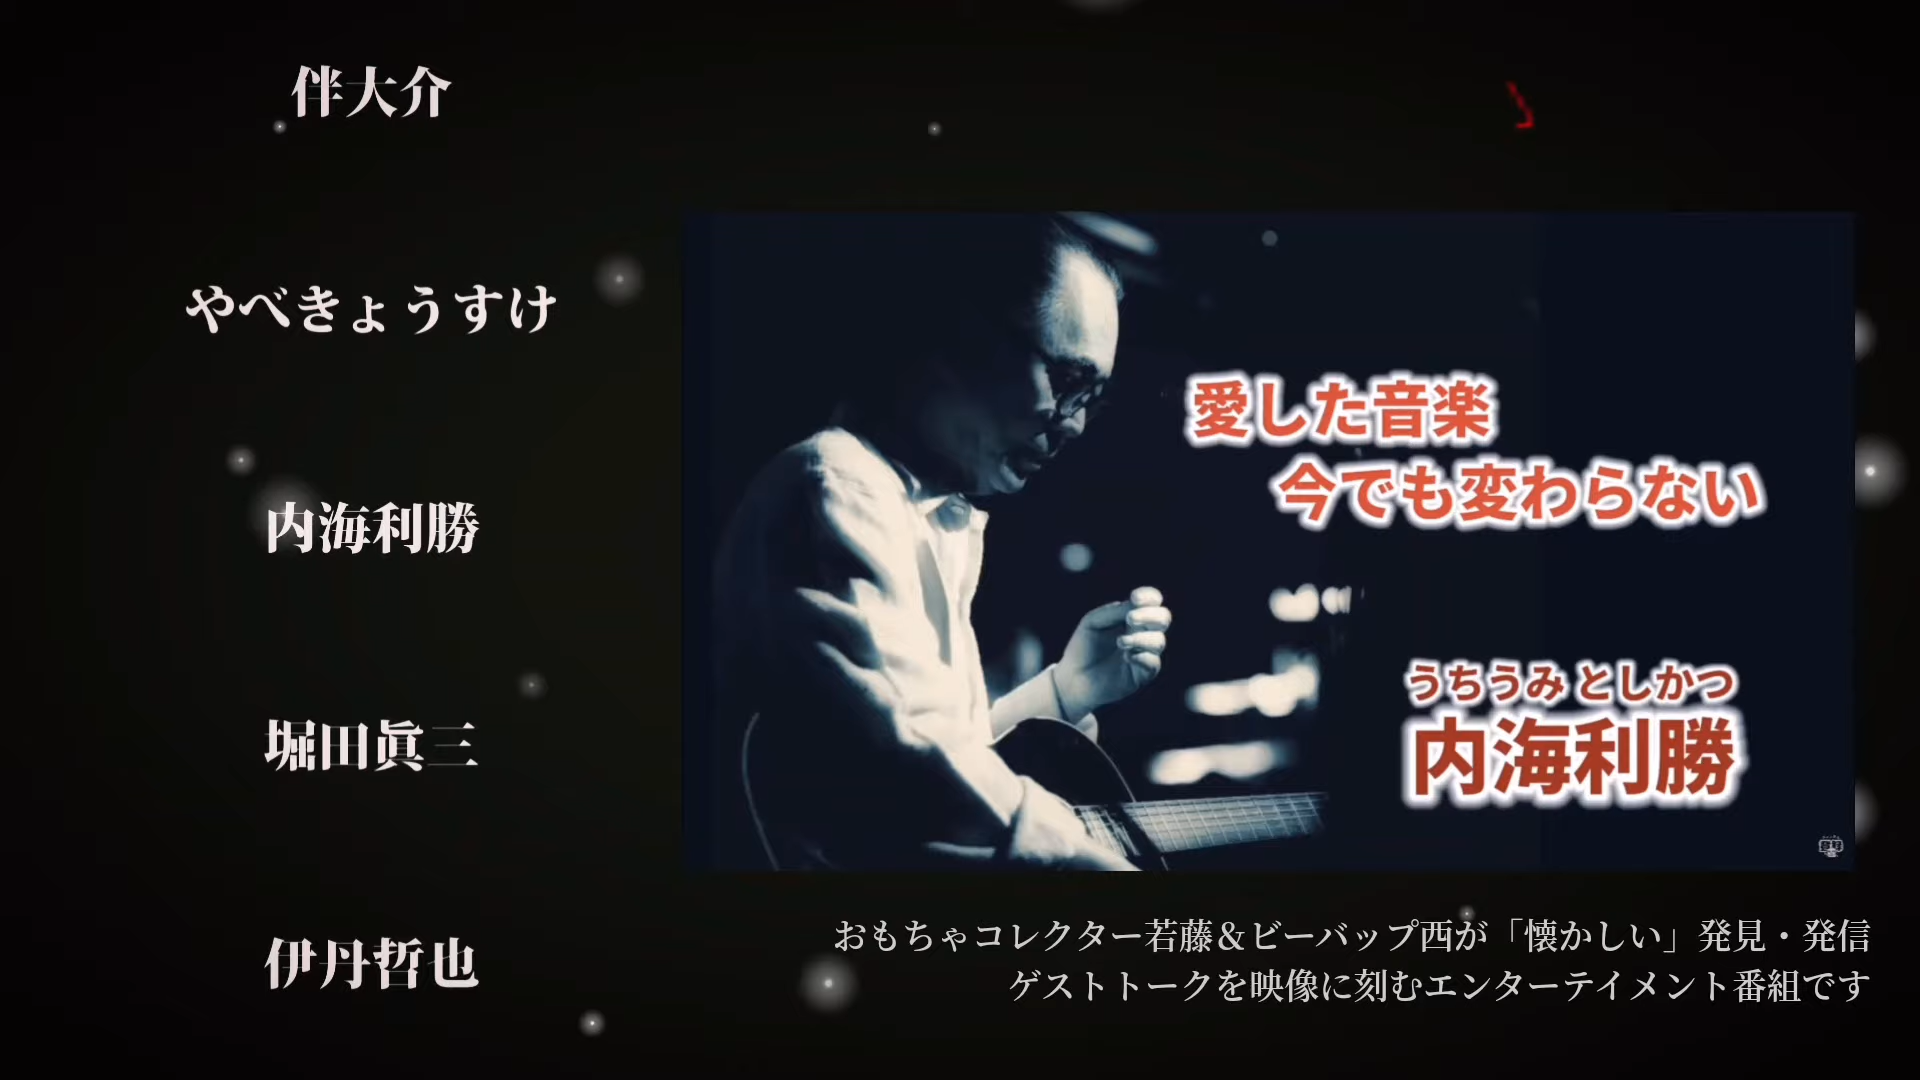 伴大介
やべきょうすけ
内海利勝
堀田眞三
伊丹哲也
愛した音楽
今でも変わらない
うちうみ としかつ
内海利勝
おもちゃコレクター若藤&ビーバップ西が「懐かしい」発見・発信
ゲストトークを映像に刻むエンターテイメント番組です